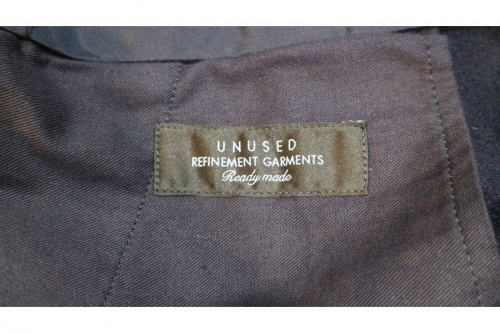 UNUSED
REFINEMENT GARMENTS
Ready made